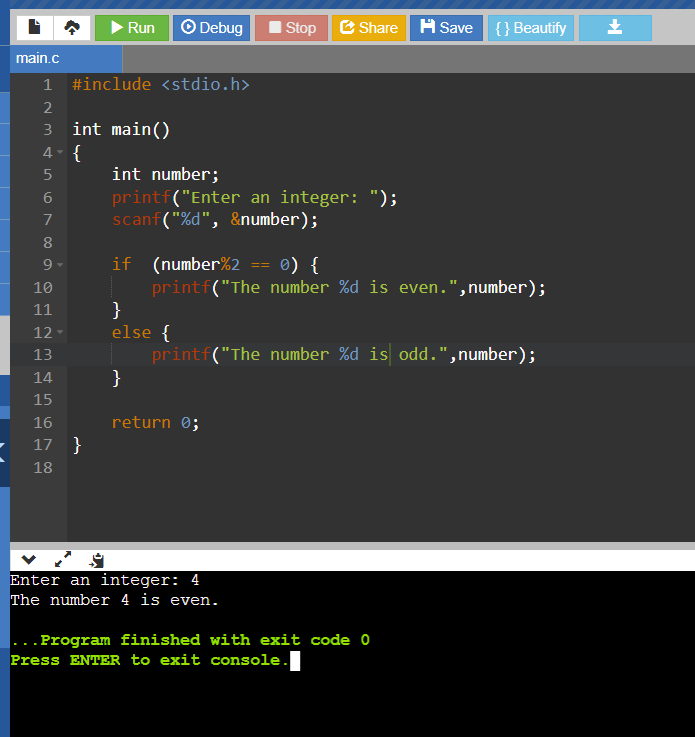 Run Debug Stop Share Save { } Beautify
main.c
1 #include <stdio.h>
2
3 int main()
4 {
5     int number;
6     printf("Enter an integer: ");
7     scanf("%d", &number);
8
9     if  (number%2 == 0) {
10         printf("The number %d is even.",number);
11     }
12     else {
13         printf("The number %d is odd.",number);
14     }
15
16     return 0;
17 }
18
Enter an integer: 4
The number 4 is even.
...Program finished with exit code 0
Press ENTER to exit console.